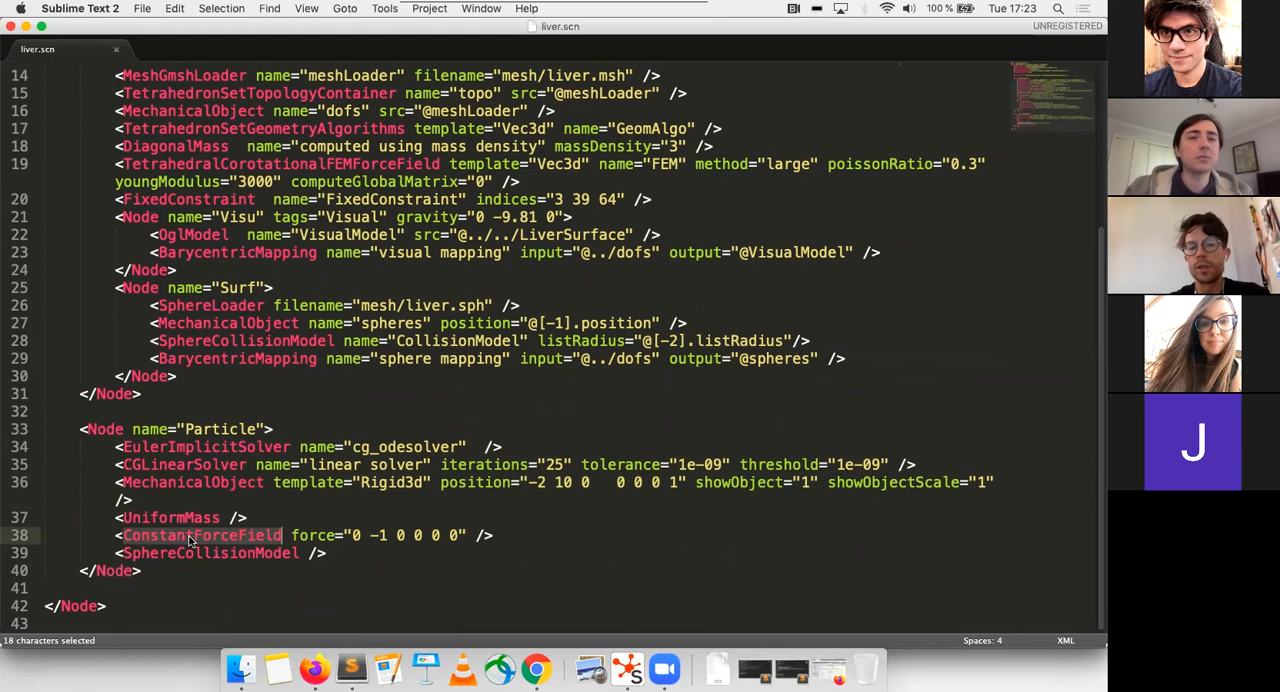 Sublime Text 2 File Edit Selection Find View Goto Tools Project Window Help 100 % Tue 17:23
liver.scn UNREGISTERED
liver.scn ×
14 <MeshGmshLoader name="meshLoader" filename="mesh/liver.msh" />
15 <TetrahedronSetTopologyContainer name="topo" src="@meshLoader" />
16 <MechanicalObject name="dofs" src="@meshLoader" />
17 <TetrahedronSetGeometryAlgorithms template="Vec3d" name="GeomAlgo" />
18 <DiagonalMass  name="computed using mass density" massDensity="3" />
19 <TetrahedralCorotationalFEMForceField template="Vec3d" name="FEM" method="large" poissonRatio="0.3"
youngModulus="3000" computeGlobalMatrix="0" />
20 <FixedConstraint  name="FixedConstraint" indices="3 39 64" />
21 <Node name="Visu" tags="Visual" gravity="0 -9.81 0">
22 <OglModel  name="VisualModel" src="@../../LiverSurface" />
23 <BarycentricMapping name="visual mapping" input="@../dofs" output="@VisualModel" />
24 </Node>
25 <Node name="Surf">
26 <SphereLoader filename="mesh/liver.sph" />
27 <MechanicalObject name="spheres" position="@[-1].position" />
28 <SphereCollisionModel name="CollisionModel" listRadius="@[-2].listRadius"/>
29 <BarycentricMapping name="sphere mapping" input="@../dofs" output="@spheres" />
30 </Node>
31 </Node>
32
33 <Node name="Particle">
34 <EulerImplicitSolver name="cg_odesolver"  />
35 <CGLinearSolver name="linear solver" iterations="25" tolerance="1e-09" threshold="1e-09" />
36 <MechanicalObject template="Rigid3d" position="-2 10 0   0 0 0 1" showObject="1" showObjectScale="1"
/>
37 <UniformMass />
38 <ConstantForceField force="0 -1 0 0 0 0" />
39 <SphereCollisionModel />
40 </Node>
41
42 </Node>
43
18 characters selected Spaces: 4 XML
J